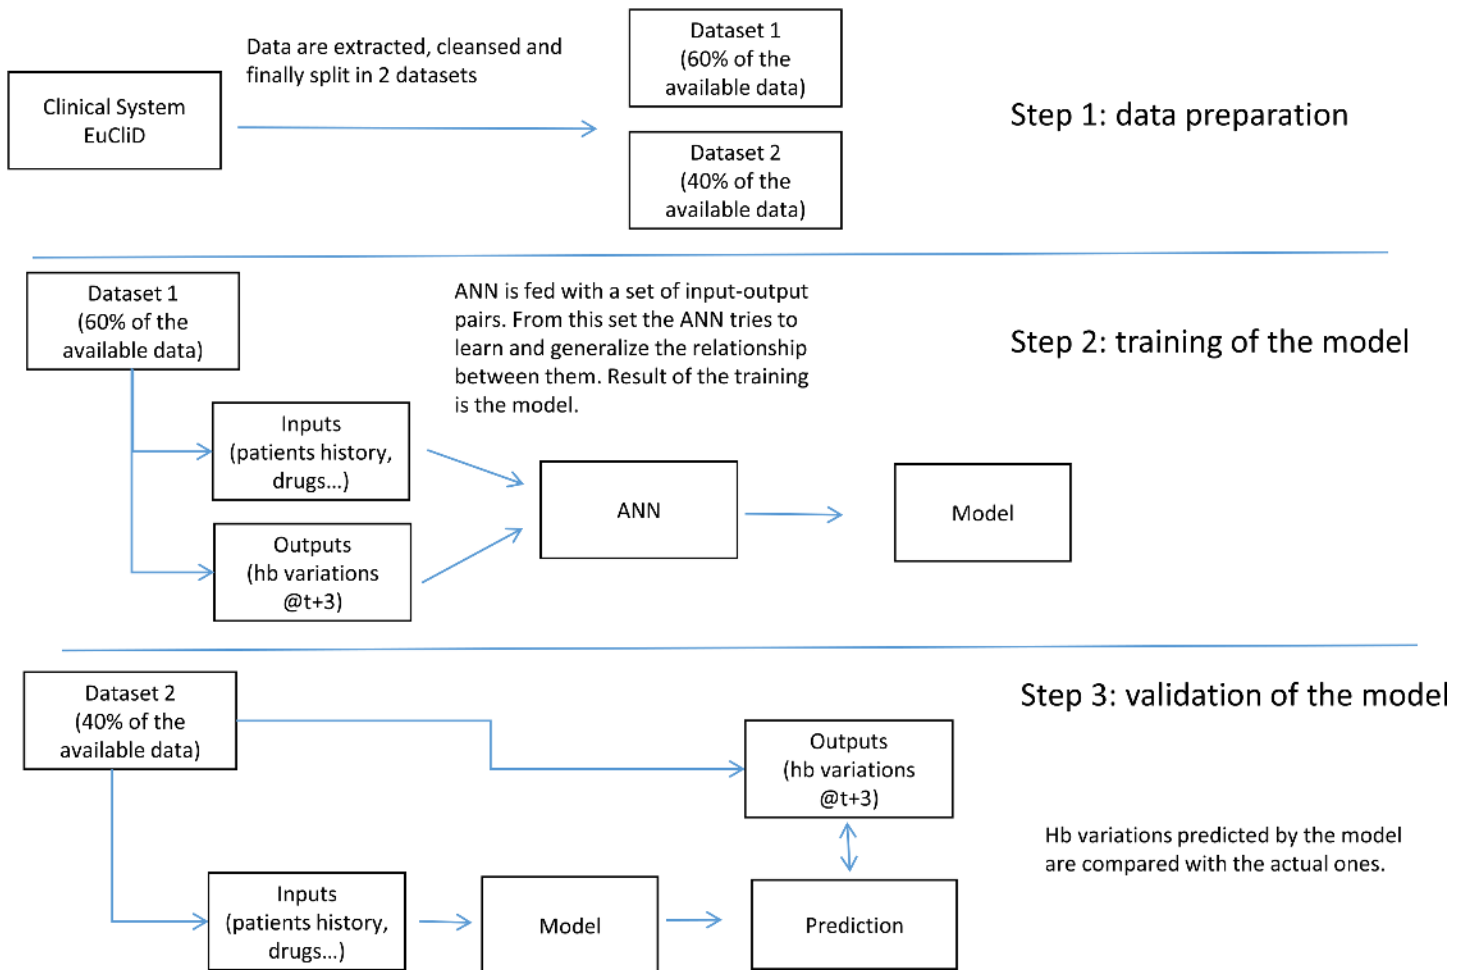 Data are extracted, cleansed and
finally split in 2 datasets
Clinical System
EuCliD
Dataset 1
(60% of the
available data)
Dataset 2
(40% of the
available data)
Step 1: data preparation
Dataset 1
(60% of the
available data)
ANN is fed with a set of input-output
pairs. From this set the ANN tries to
learn and generalize the relationship
between them. Result of the training
is the model.
Step 2: training of the model
Inputs
(patients history,
drugs...)
Outputs
(hb variations
@t+3)
ANN
Model
Dataset 2
(40% of the
available data)
Step 3: validation of the model
Outputs
(hb variations
@t+3)
Hb variations predicted by the model
are compared with the actual ones.
Inputs
(patients history,
drugs...)
Model
Prediction